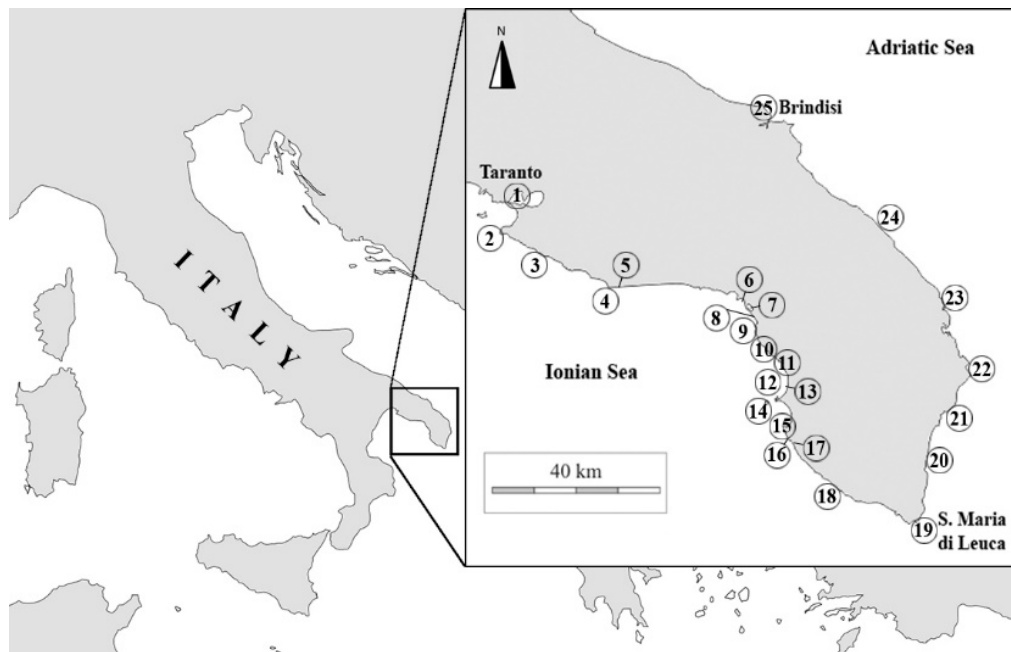 ITALY
N
Adriatic Sea
25 Brindisi
Taranto
1
24
2
3
5
6
4
7
23
8
9
10
11
22
Ionian Sea
12
13
14
21
15
17
16
20
40 km
18
S. Maria
19 di Leuca